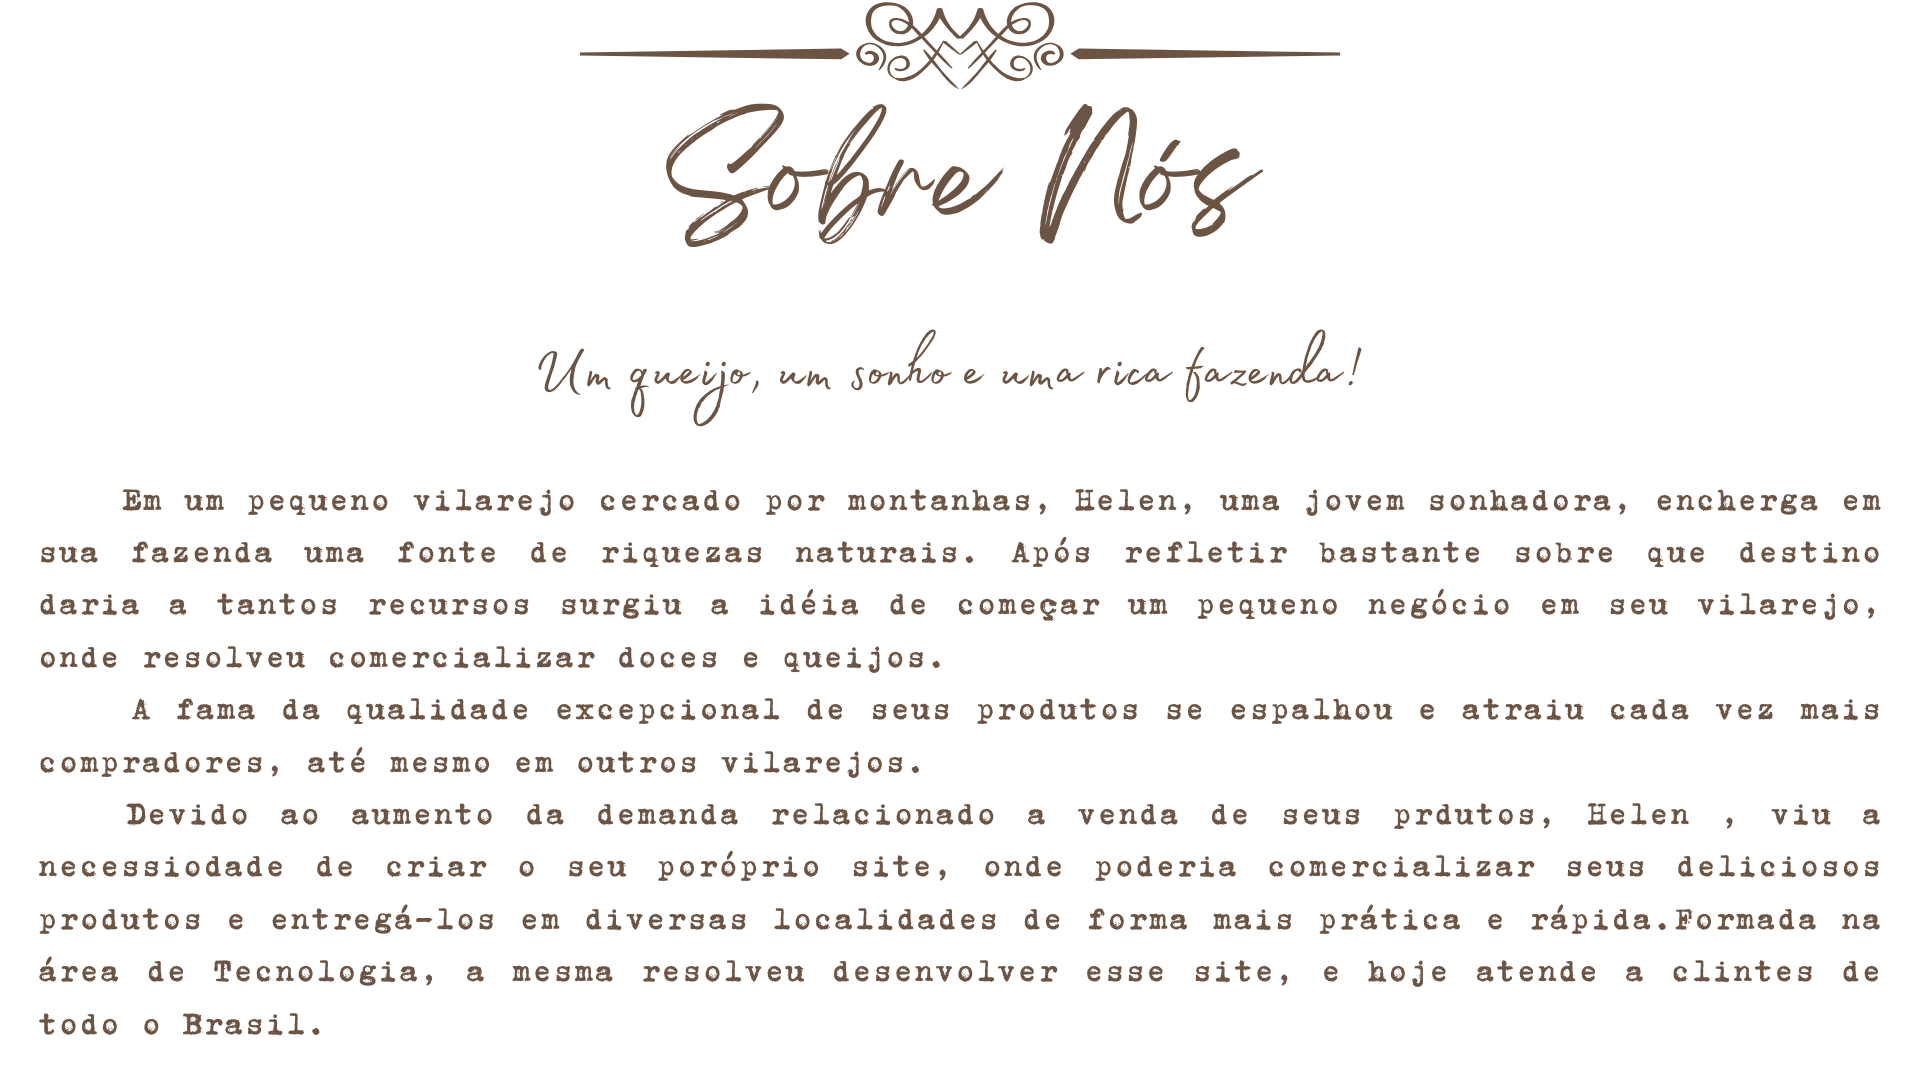 Sobre Nós
Um queijo, um sonho e uma rica fazenda!
Em um pequeno vilarejo cercado por montanhas, Helen, uma jovem sonhadora, encherga em
sua fazenda uma fonte de riquezas naturais. Após refletir bastante sobre que destino
daria a tantos recursos surgiu a idéia de começar um pequeno negócio em seu vilarejo,
onde resolveu comercializar doces e queijos.
A fama da qualidade excepcional de seus produtos se espalhou e atraiu cada vez mais
compradores, até mesmo em outros vilarejos.
Devido ao aumento da demanda relacionado a venda de seus prdutos, Helen , viu a
necessiodade de criar o seu poróprio site, onde poderia comercializar seus deliciosos
produtos e entregá-los em diversas localidades de forma mais prática e rápida.Formada na
área de Tecnologia, a mesma resolveu desenvolver esse site, e hoje atende a clintes de
todo o Brasil.